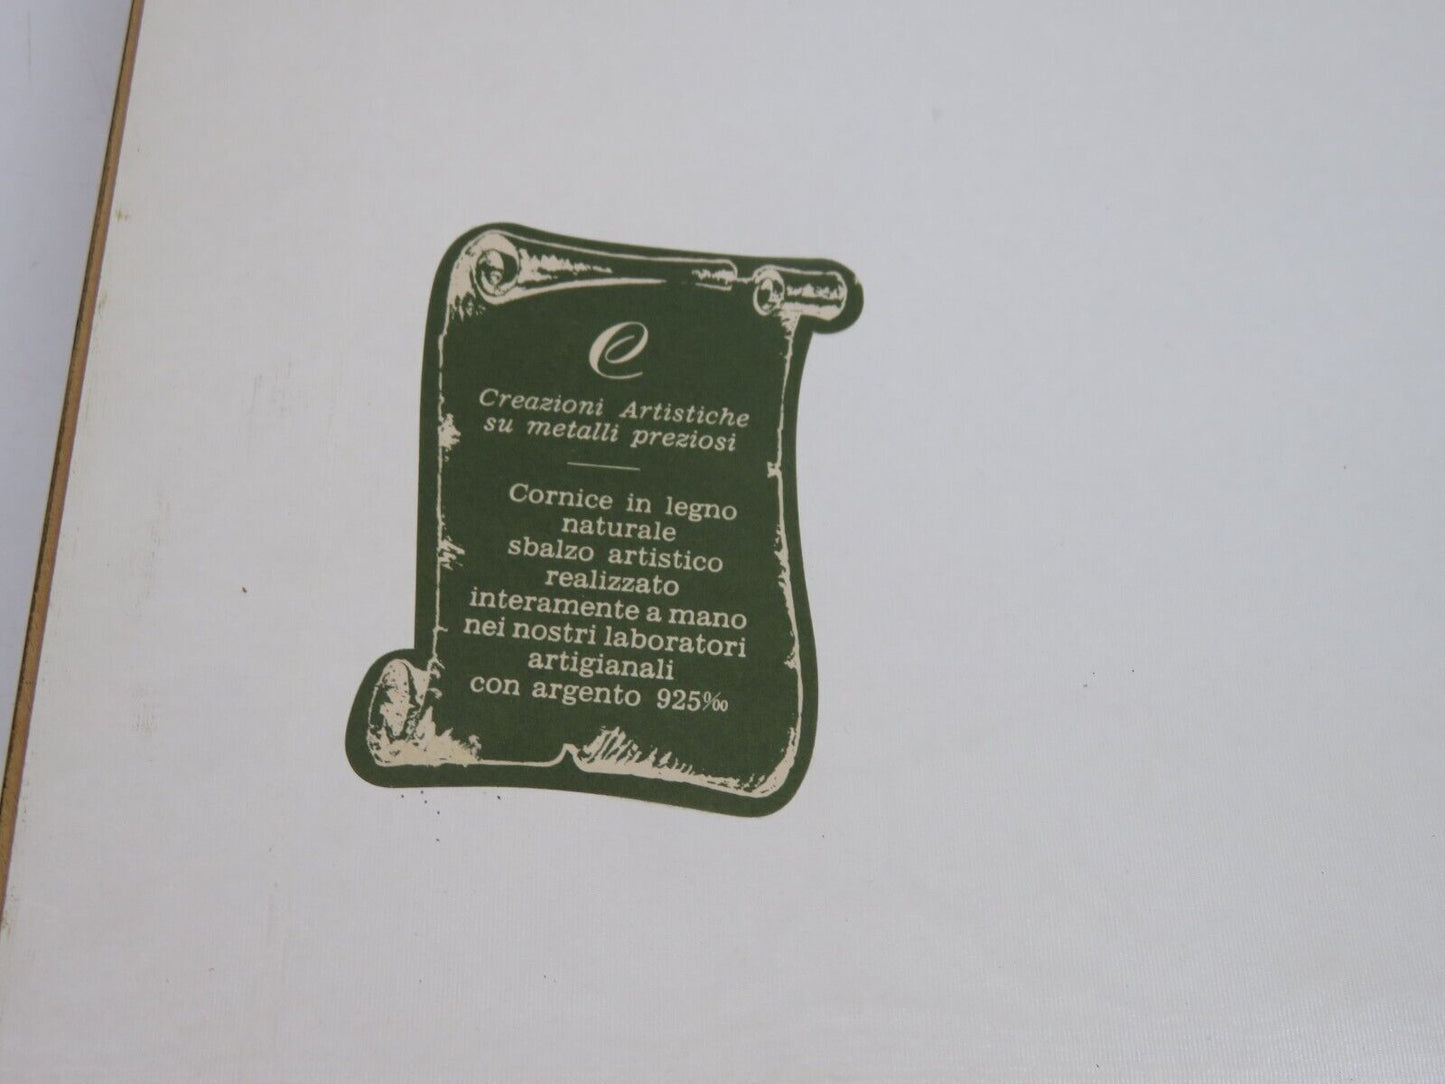 e
Creazioni Artistiche
su metalli preziosi
Cornice in legno
naturale
sbalzo artistico
realizzato
interamente a mano
nei nostri laboratori
artigianali
con argento 925‰